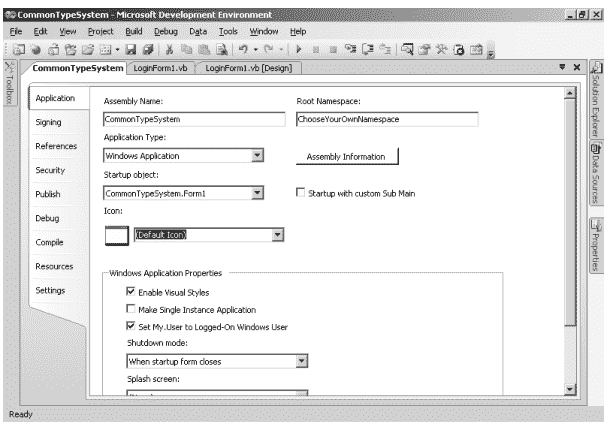 CommonTypeSystem - Microsoft Development Environment
File Edit View Project Build Debug Data Tools Window Help
CommonTypeSystem LoginForm1.vb LoginForm1.vb [Design]
Toolbox
Solution Explorer
Data Sources
Properties
Application
Signing
References
Security
Publish
Debug
Compile
Resources
Settings
Assembly Name: Root Namespace:
CommonTypeSystem ChooseYourOwnNamespace
Application Type:
Windows Application Assembly Information
Startup object:
CommonTypeSystem.Form1 Startup with custom Sub Main
Icon:
(Default Icon)
Windows Application Properties
Enable Visual Styles
Make Single Instance Application
Set My.User to Logged-On Windows User
Shutdown mode:
When startup form closes
Splash screen:
Ready